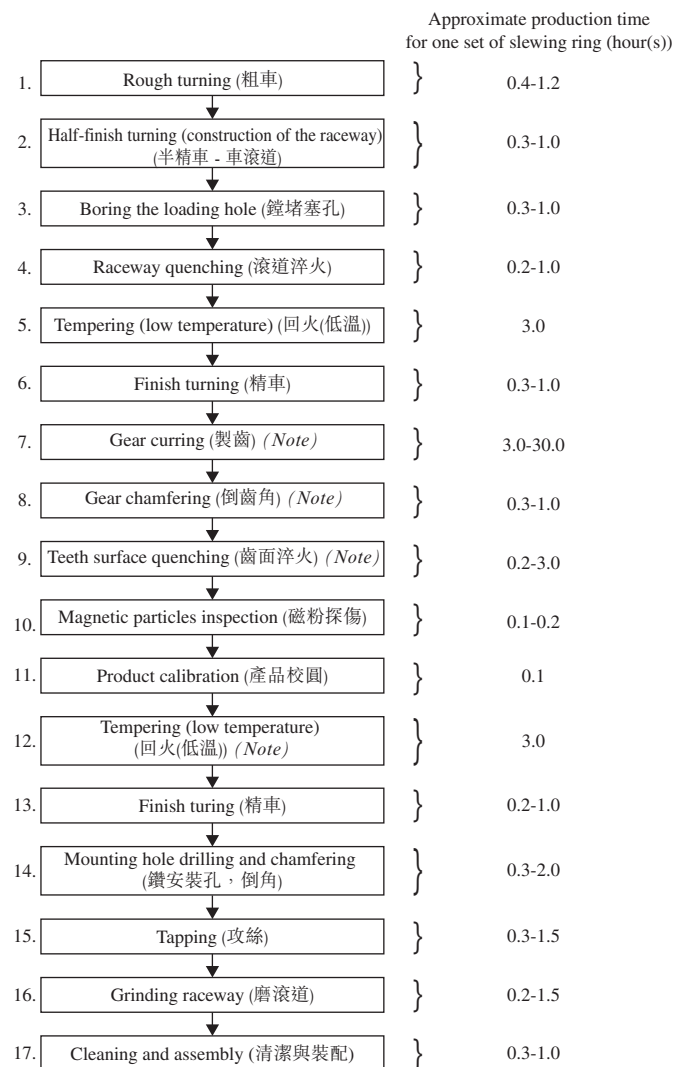 Approximate production time
for one set of slewing ring (hour(s))
1. Rough turning (粗車) } 0.4-1.2
2. Half-finish turning (construction of the raceway)
(半精車 - 車滾道) } 0.3-1.0
3. Boring the loading hole (鏜堵塞孔) } 0.3-1.0
4. Raceway quenching (滾道淬火) } 0.2-1.0
5. Tempering (low temperature) (回火(低溫)) } 3.0
6. Finish turning (精車) } 0.3-1.0
7. Gear curring (製齒) (Note) } 3.0-30.0
8. Gear chamfering (倒齒角) (Note) } 0.3-1.0
9. Teeth surface quenching (齒面淬火) (Note) } 0.2-3.0
10. Magnetic particles inspection (磁粉探傷) } 0.1-0.2
11. Product calibration (產品校圓) } 0.1
12. Tempering (low temperature)
(回火(低溫)) (Note) } 3.0
13. Finish turing (精車) } 0.2-1.0
14. Mounting hole drilling and chamfering
(鑽安裝孔，倒角) } 0.3-2.0
15. Tapping (攻絲) } 0.3-1.5
16. Grinding raceway (磨滾道) } 0.2-1.5
17. Cleaning and assembly (清潔與裝配) } 0.3-1.0